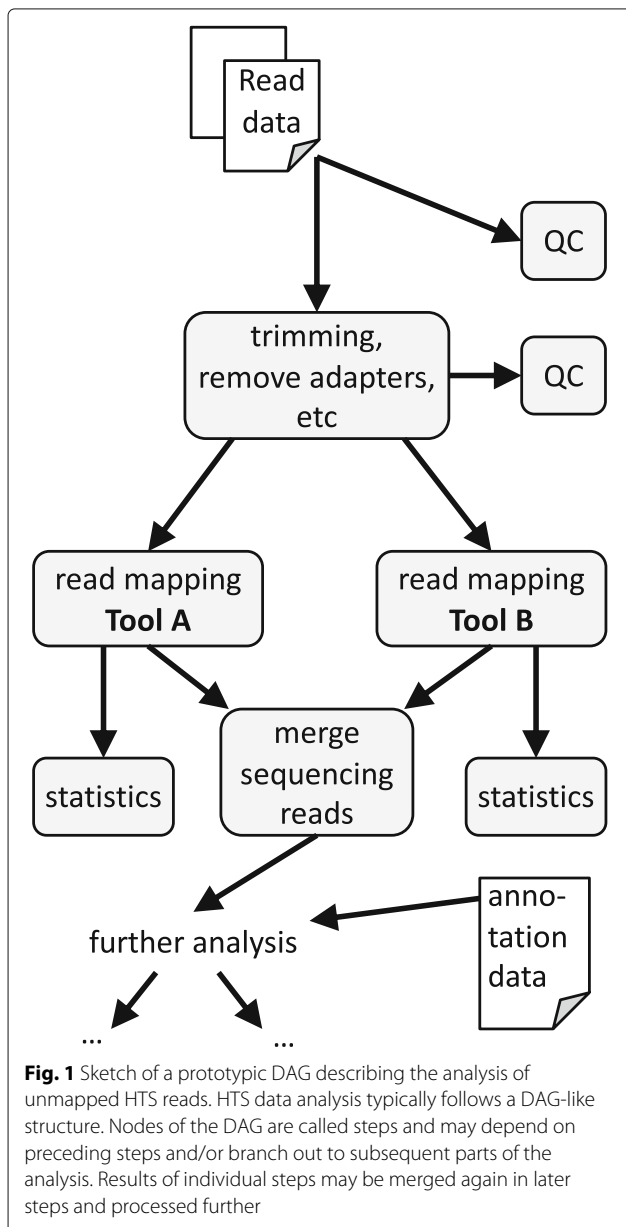 Read
data
QC
trimming,
remove adapters,
etc
QC
read mapping
Tool A
read mapping
Tool B
merge
sequencing
reads
statistics
statistics
anno-
tation
data
further analysis
...
...
Fig. 1 Sketch of a prototypic DAG describing the analysis of
unmapped HTS reads. HTS data analysis typically follows a DAG-like
structure. Nodes of the DAG are called steps and may depend on
preceding steps and/or branch out to subsequent parts of the
analysis. Results of individual steps may be merged again in later
steps and processed further